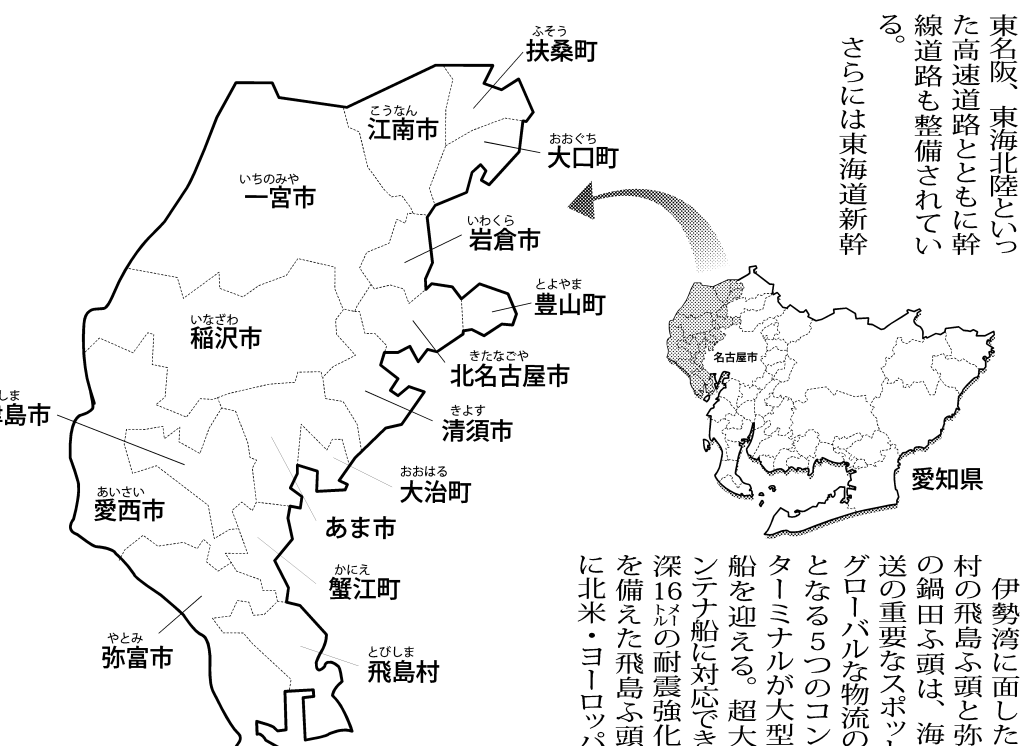 東名阪、東海北陸といっ
た高速道路とともに幹
線道路も整備されてい
る。
さらには東海道新幹
ふそう
扶桑町
こうなん
江南市
おおぐち
大口町
いちのみや
一宮市
いわくら
岩倉市
とよやま
豊山町
いなざわ
稲沢市
きたなごや
北名古屋市
しま
島市
きよす
清須市
おおはる
大治町
あいさい
愛西市
あま市
かにえ
蟹江町
やとみ
弥富市
とびしま
飛島村
名古屋市
愛知県
伊勢湾に面した
村の飛島ふ頭と弥
の鍋田ふ頭は、海
送の重要なスポット
グローバルな物流の
となる5つのコン
ターミナルが大型
船を迎える。超大
ンテナ船に対応でき
深16メートルの耐震強化
を備えた飛島ふ頭
に北米・ヨーロッパ